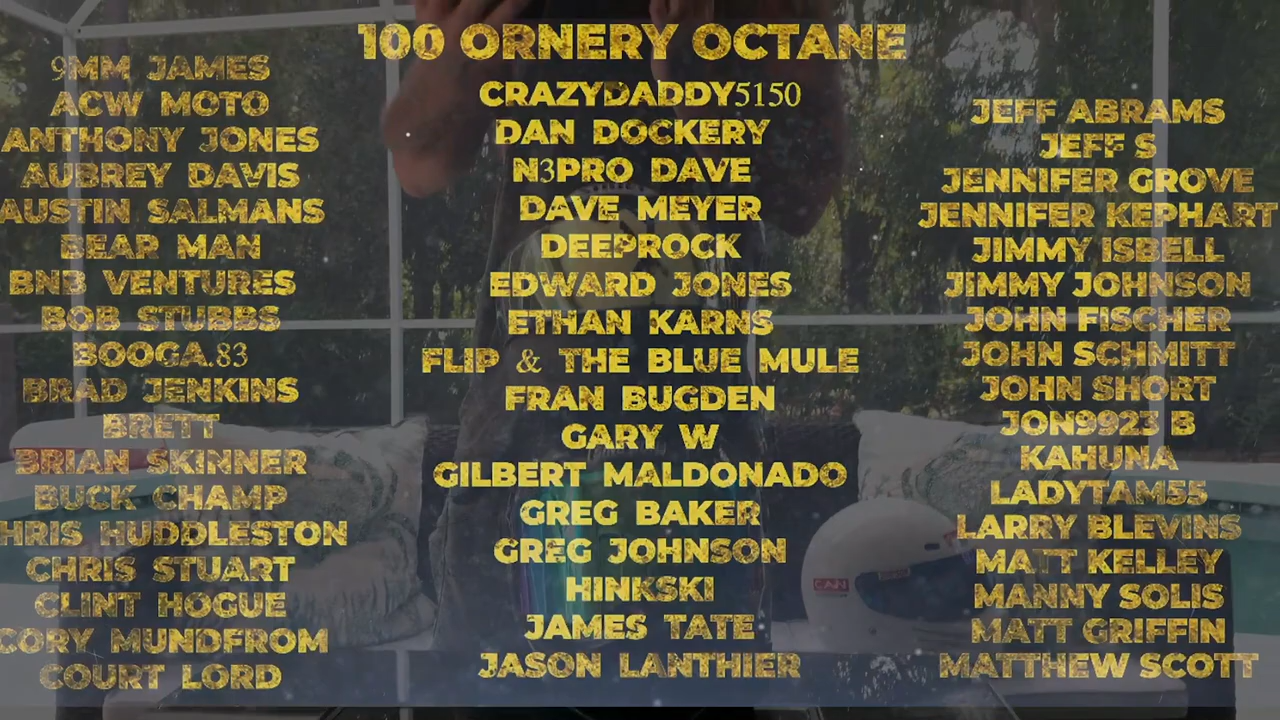 100 ORNERY OCTANE
9MM JAMES
ACW MOTO
ANTHONY JONES
AUBREY DAVIS
AUSTIN SALMANS
BEAR MAN
BNB VENTURES
BOB STUBBS
BOOGA.83
BRAD JENKINS
BRETT
BRIAN SKINNER
BUCK CHAMP
HRIS HUDDLESTON
CHRIS STUART
CLINT HOGUE
CORY MUNDFROM
COURT LORD
CRAZYDADDY5150
DAN DOCKERY
N3PRO DAVE
DAVE MEYER
DEEPROCK
EDWARD JONES
ETHAN KARNS
FLIP & THE BLUE MULE
FRAN BUGDEN
GARY W
GILBERT MALDONADO
GREG BAKER
GREG JOHNSON
HINKSKI
JAMES TATE
JASON LANTHIER
JEFF ABRAMS
JEFF S
JENNIFER GROVE
JENNIFER KEPHART
JIMMY ISBELL
JIMMY JOHNSON
JOHN FISCHER
JOHN SCHMITT
JOHN SHORT
JON9923 B
KAHUNA
LADYTAM55
LARRY BLEVINS
MATT KELLEY
MANNY SOLIS
MATT GRIFFIN
MATTHEW SCOTT
CAN